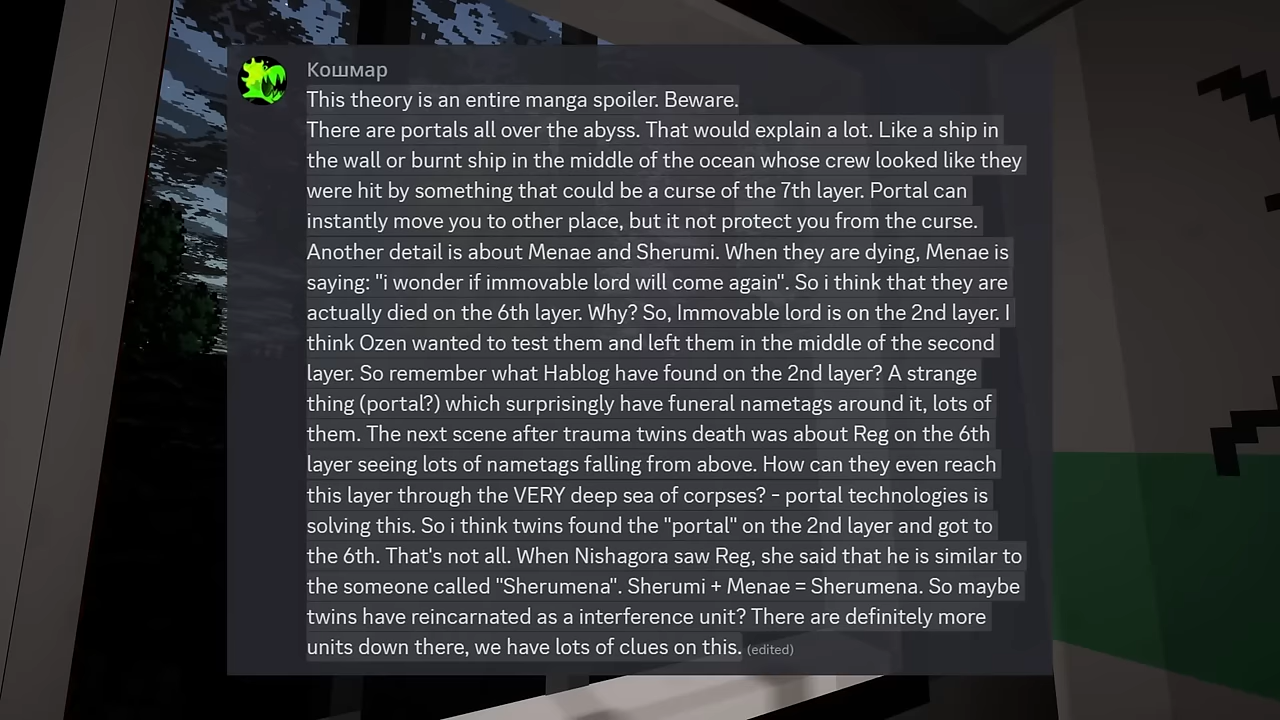 Кошмар
This theory is an entire manga spoiler. Beware.
There are portals all over the abyss. That would explain a lot. Like a ship in
the wall or burnt ship in the middle of the ocean whose crew looked like they
were hit by something that could be a curse of the 7th layer. Portal can
instantly move you to other place, but it not protect you from the curse.
Another detail is about Menae and Sherumi. When they are dying, Menae is
saying: "i wonder if immovable lord will come again". So i think that they are
actually died on the 6th layer. Why? So, Immovable lord is on the 2nd layer. I
think Ozen wanted to test them and left them in the middle of the second
layer. So remember what Hablog have found on the 2nd layer? A strange
thing (portal?) which surprisingly have funeral nametags around it, lots of
them. The next scene after trauma twins death was about Reg on the 6th
layer seeing lots of nametags falling from above. How can they even reach
this layer through the VERY deep sea of corpses? - portal technologies is
solving this. So i think twins found the "portal" on the 2nd layer and got to
the 6th. That's not all. When Nishagora saw Reg, she said that he is similar to
the someone called "Sherumena". Sherumi + Menae = Sherumena. So maybe
twins have reincarnated as a interference unit? There are definitely more
units down there, we have lots of clues on this. (edited)